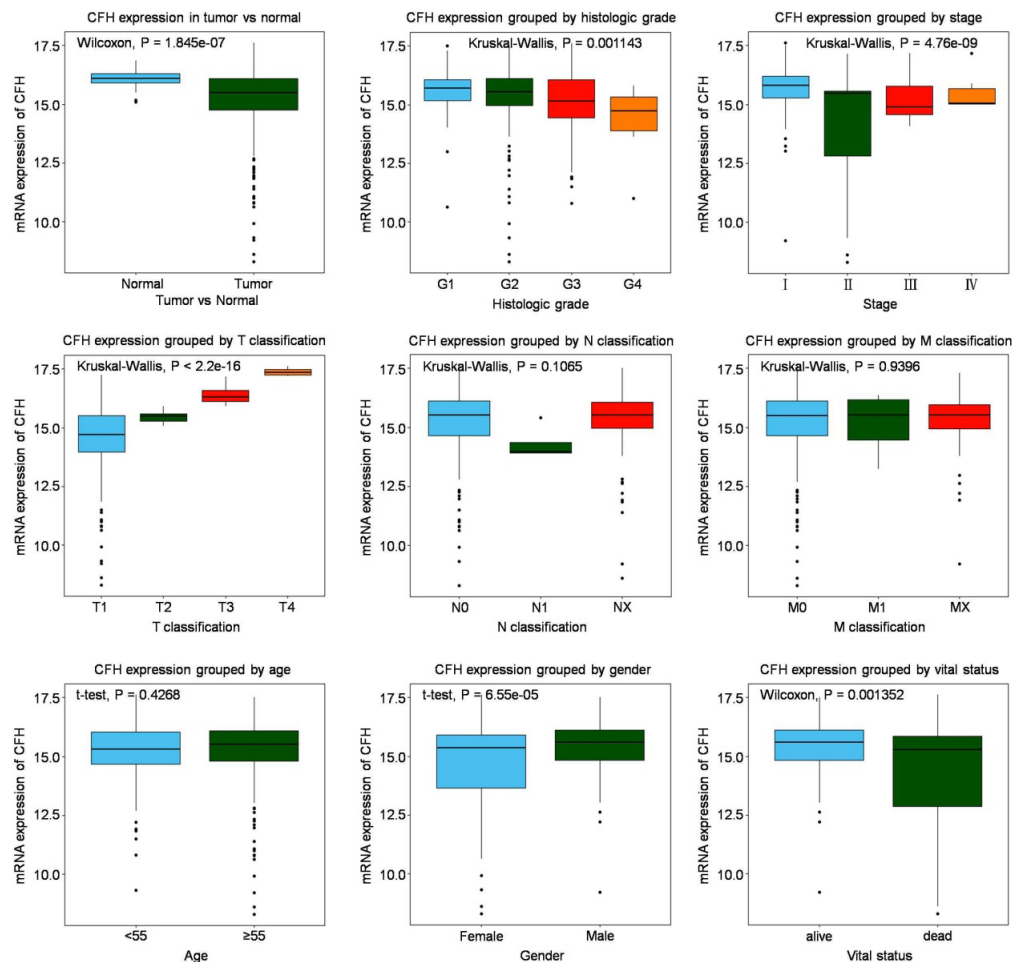 CFH expression in tumor vs normal
Wilcoxon, P = 1.845e-07
mRNA expression of CFH
17.5
15.0
12.5
10.0
Normal
Tumor
Tumor vs Normal
CFH expression grouped by histologic grade
Kruskal-Wallis, P = 0.001143
mRNA expression of CFH
17.5
15.0
12.5
10.0
G1
G2
G3
G4
Histologic grade
CFH expression grouped by stage
Kruskal-Wallis, P = 4.76e-09
mRNA expression of CFH
17.5
15.0
12.5
10.0
Ⅰ
Ⅱ
Ⅲ
Ⅳ
Stage
CFH expression grouped by T classification
Kruskal-Wallis, P < 2.2e-16
mRNA expression of CFH
17.5
15.0
12.5
10.0
T1
T2
T3
T4
T classification
CFH expression grouped by N classification
Kruskal-Wallis, P = 0.1065
mRNA expression of CFH
17.5
15.0
12.5
10.0
N0
N1
NX
N classification
CFH expression grouped by M classification
Kruskal-Wallis, P = 0.9396
mRNA expression of CFH
17.5
15.0
12.5
10.0
M0
M1
MX
M classification
CFH expression grouped by age
t-test, P = 0.4268
mRNA expression of CFH
17.5
15.0
12.5
10.0
<55
≥55
Age
CFH expression grouped by gender
t-test, P = 6.55e-05
mRNA expression of CFH
17.5
15.0
12.5
10.0
Female
Male
Gender
CFH expression grouped by vital status
Wilcoxon, P = 0.001352
mRNA expression of CFH
17.5
15.0
12.5
10.0
alive
dead
Vital status